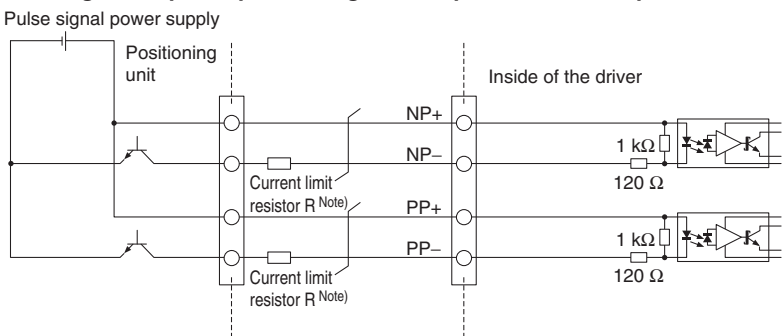 Pulse signal power supply
Positioning
unit
Inside of the driver
NP+
NP−
1 kΩ
120 Ω
Current limit
resistor R Note)
PP+
PP−
1 kΩ
120 Ω
Current limit
resistor R Note)